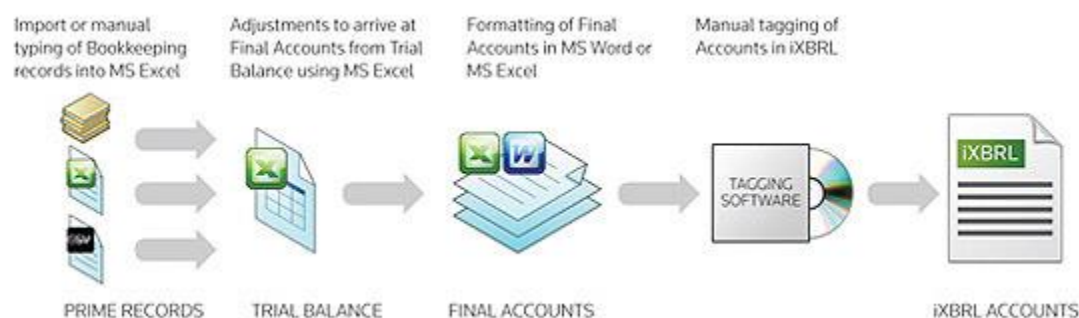 Import or manual
typing of Bookkeeping
records into MS Excel
Adjustments to arrive at
Final Accounts from Trial
Balance using MS Excel
Formatting of Final
Accounts in MS Word or
MS Excel
Manual tagging of
Accounts in iXBRL
TAGGING
SOFTWARE
iXBRL
PRIME RECORDS
TRIAL BALANCE
FINAL ACCOUNTS
iXBRL ACCOUNTS